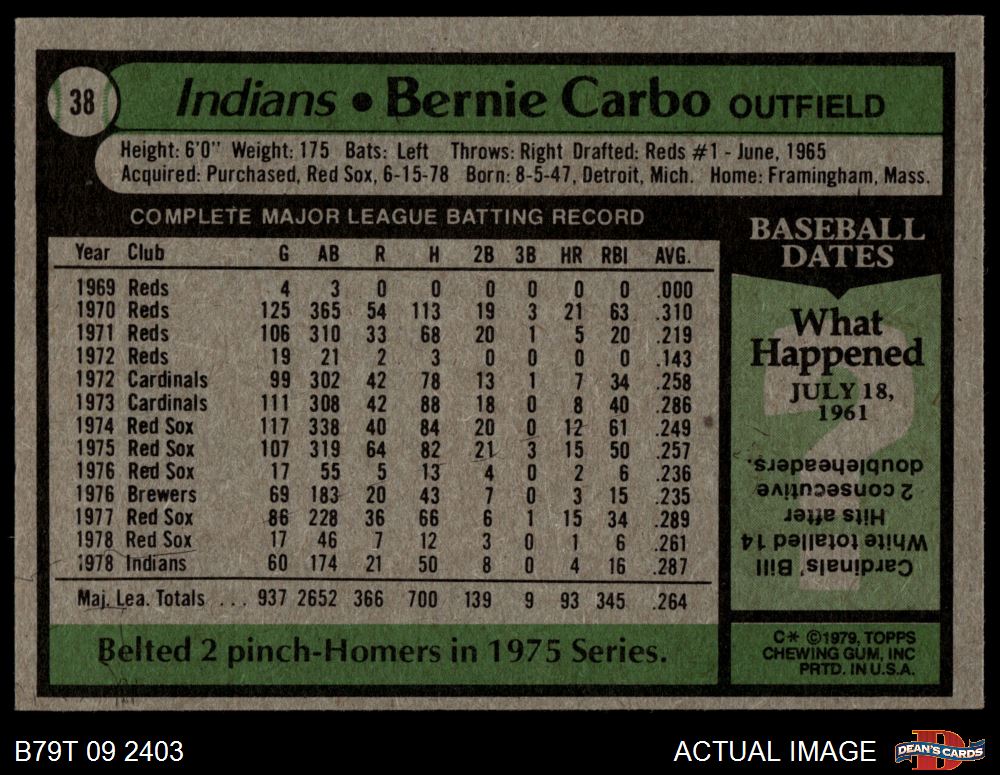 38
Indians • Bernie Carbo OUTFIELD
Height: 6'0" Weight: 175 Bats: Left Throws: Right Drafted: Reds #1 - June, 1965
Acquired: Purchased, Red Sox, 6-15-78 Born: 8-5-47, Detroit, Mich. Home: Framingham, Mass.
COMPLETE MAJOR LEAGUE BATTING RECORD
Year Club G AB R H 2B 3B HR RBI AVG.
1969 Reds 4 3 0 0 0 0 0 0 .000
1970 Reds 125 365 54 113 19 3 21 63 .310
1971 Reds 106 310 33 68 20 1 5 20 .219
1972 Reds 19 21 2 3 0 0 0 0 .143
1972 Cardinals 99 302 42 78 13 1 7 34 .258
1973 Cardinals 111 308 42 88 18 0 8 40 .286
1974 Red Sox 117 338 40 84 20 0 12 61 .249
1975 Red Sox 107 319 64 82 21 3 15 50 .257
1976 Red Sox 17 55 5 13 4 0 2 6 .236
1976 Brewers 69 183 20 43 7 0 3 15 .235
1977 Red Sox 86 228 36 66 6 1 15 34 .289
1978 Red Sox 17 46 7 12 3 0 1 6 .261
1978 Indians 60 174 21 50 8 0 4 16 .287
Maj. Lea. Totals ... 937 2652 366 700 139 9 93 345 .264
Belted 2 pinch-Homers in 1975 Series.
BASEBALL
DATES
What
Happened
JULY 18,
1961
?
Cardinals' Bill
White totalled 14
Hits after
2 consecutive
doubleheaders.
C* ©1979, TOPPS
CHEWING GUM, INC
PRTD. IN U.S.A.
B79T 09 2403
ACTUAL IMAGE
D
DEAN'S CARDS